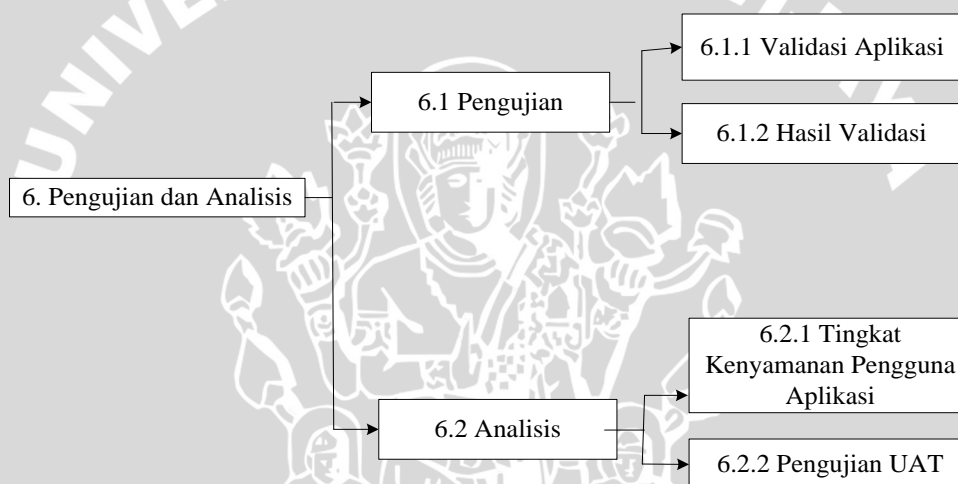 UNIVE
6.1.1 Validasi Aplikasi
6.1 Pengujian
6.1.2 Hasil Validasi
6. Pengujian dan Analisis
6.2.1 Tingkat
Kenyamanan Pengguna
Aplikasi
6.2 Analisis
6.2.2 Pengujian UAT